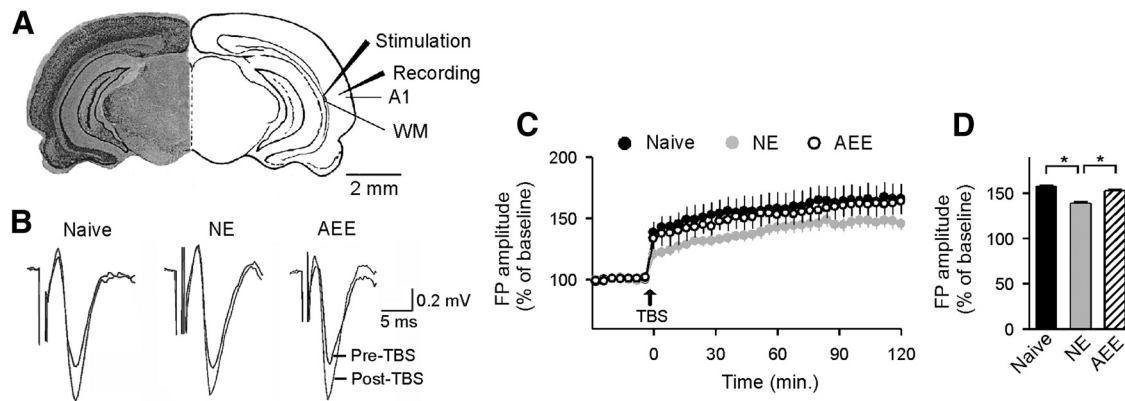 A
Stimulation
Recording
A1
WM
2 mm
B
Naive
NE
AEE
0.2 mV
5 ms
Pre-TBS
Post-TBS
C
Naive
NE
AEE
FP amplitude
(% of baseline)
200
150
100
TBS
0
30
60
90
120
Time (min.)
D
*
*
FP amplitude
(% of baseline)
150
100
50
0
Naive
NE
AEE